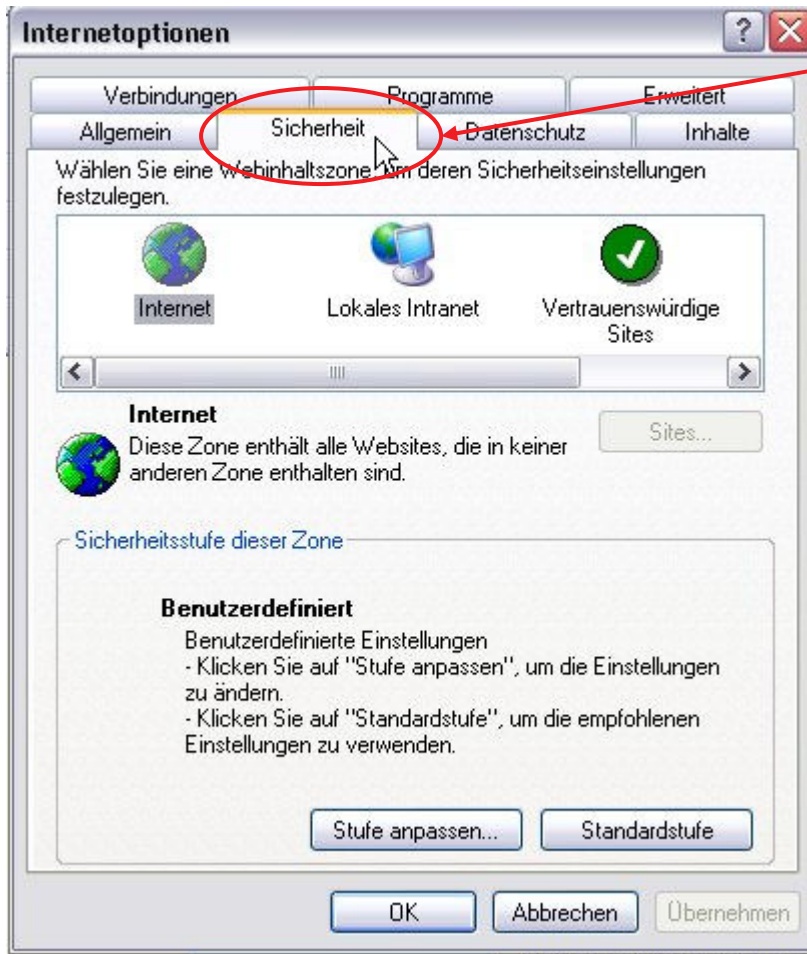 Internetoptionen
Verbindungen Programme Erweitert
Allgemein Sicherheit Datenschutz Inhalte
Wählen Sie eine Webinhaltszone, um deren Sicherheitseinstellungen
festzulegen.
Internet Lokales Intranet Vertrauenswürdige
Sites
Internet
Sites...
Diese Zone enthält alle Websites, die in keiner
anderen Zone enthalten sind.
Sicherheitsstufe dieser Zone
Benutzerdefiniert
Benutzerdefinierte Einstellungen
- Klicken Sie auf "Stufe anpassen", um die Einstellungen
zu ändern.
- Klicken Sie auf "Standardstufe", um die empfohlenen
Einstellungen zu verwenden.
Stufe anpassen... Standardstufe
OK Abbrechen Übernehmen